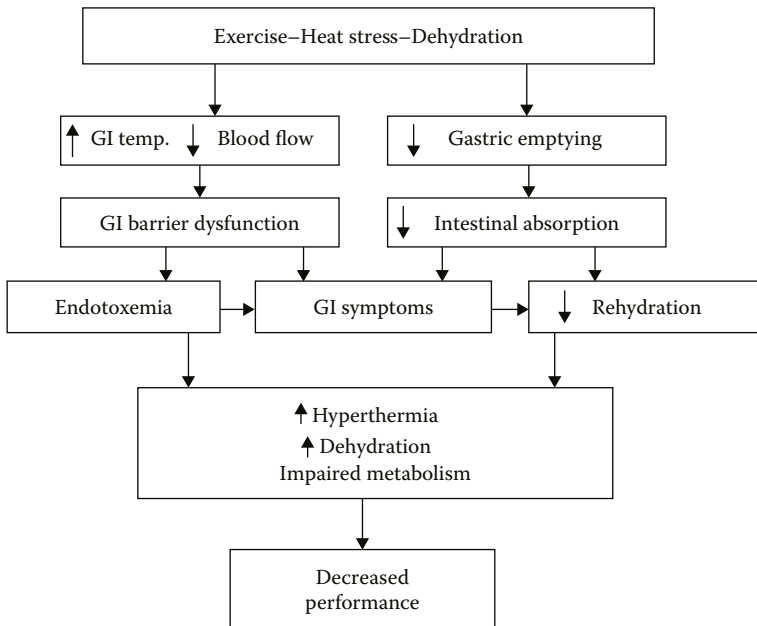 Exercise–Heat stress–Dehydration
GI temp. Blood flow
Gastric emptying
GI barrier dysfunction
Intestinal absorption
Endotoxemia
GI symptoms
Rehydration
Hyperthermia
Dehydration
Impaired metabolism
Decreased
performance